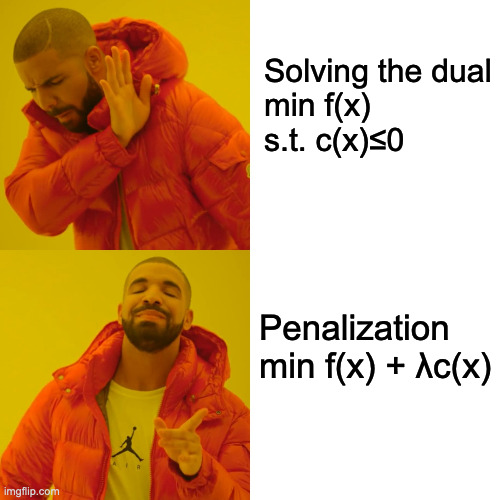 Solving the dual
min f(x)
s.t. c(x)≤0
Penalization
min f(x) + λc(x)
imgflip.com